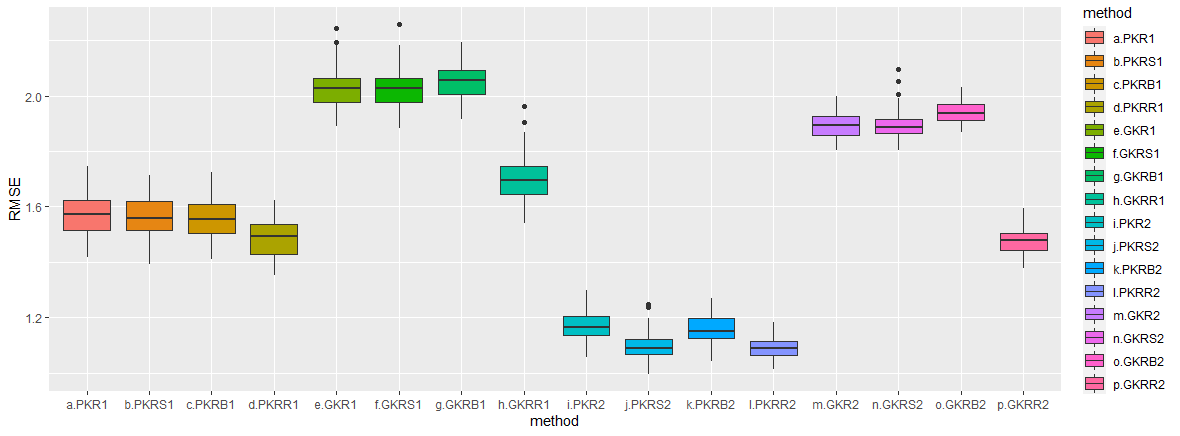 RMSE
2.0
1.6
1.2
a.PKR1 b.PKRS1 c.PKRB1 d.PKRR1 e.GKR1 f.GKRS1 g.GKRB1 h.GKRR1 i.PKR2 j.PKRS2 k.PKRB2 l.PKRR2 m.GKR2 n.GKRS2 o.GKRB2 p.GKRR2
method
method
a.PKR1
b.PKRS1
c.PKRB1
d.PKRR1
e.GKR1
f.GKRS1
g.GKRB1
h.GKRR1
i.PKR2
j.PKRS2
k.PKRB2
l.PKRR2
m.GKR2
n.GKRS2
o.GKRB2
p.GKRR2